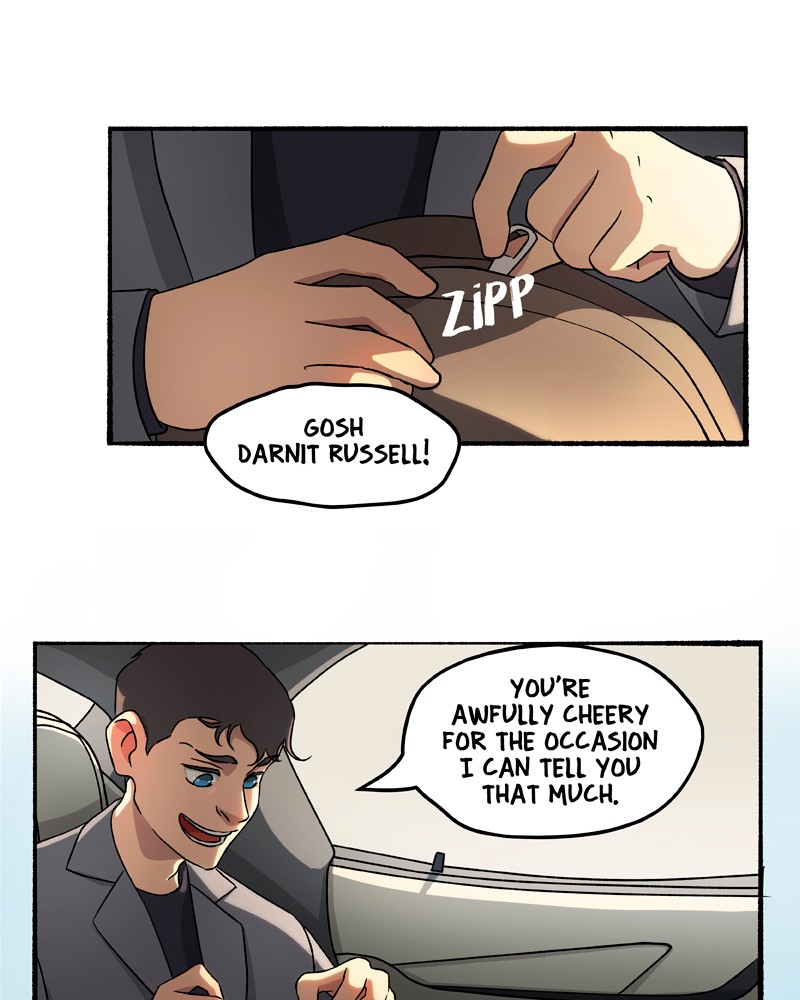 ZiPP
GOSH
DARNIT RUSSELL!
YOU'RE
AWFULLY CHEERY
FOR THE OCCASION
I CAN TELL YOU
THAT MUCH.